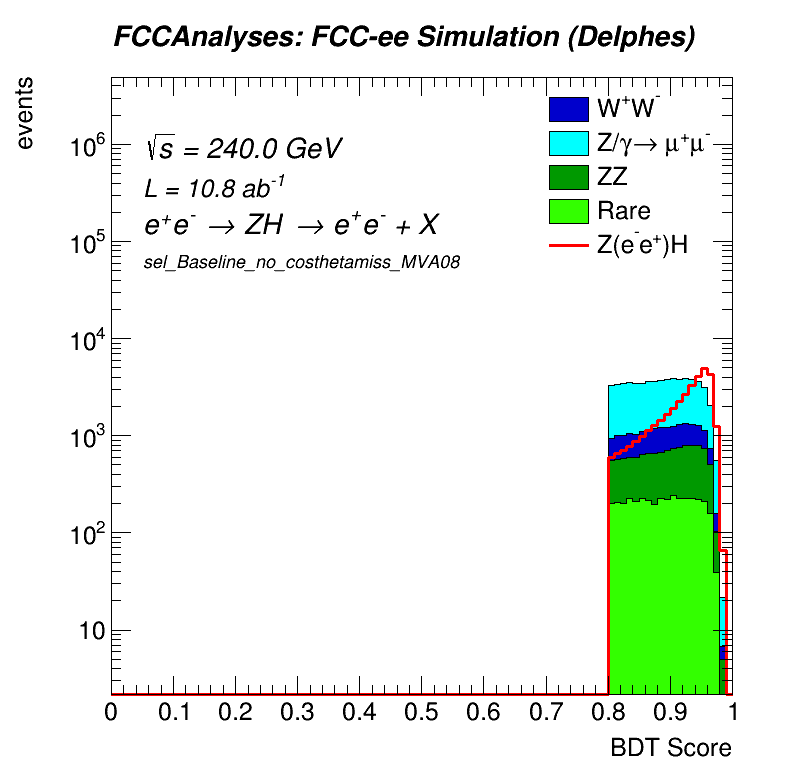 FCCAnalyses: FCC-ee Simulation (Delphes)
events
√s = 240.0 GeV
L = 10.8 ab⁻¹
e⁺e⁻ → ZH → e⁺e⁻ + X
sel_Baseline_no_costhetamiss_MVA08
W⁺W⁻
Z/γ→ μ⁺μ⁻
ZZ
Rare
Z(e⁻e⁺)H
10⁶
10⁵
10⁴
10³
10²
10
0 0.1 0.2 0.3 0.4 0.5 0.6 0.7 0.8 0.9 1
BDT Score